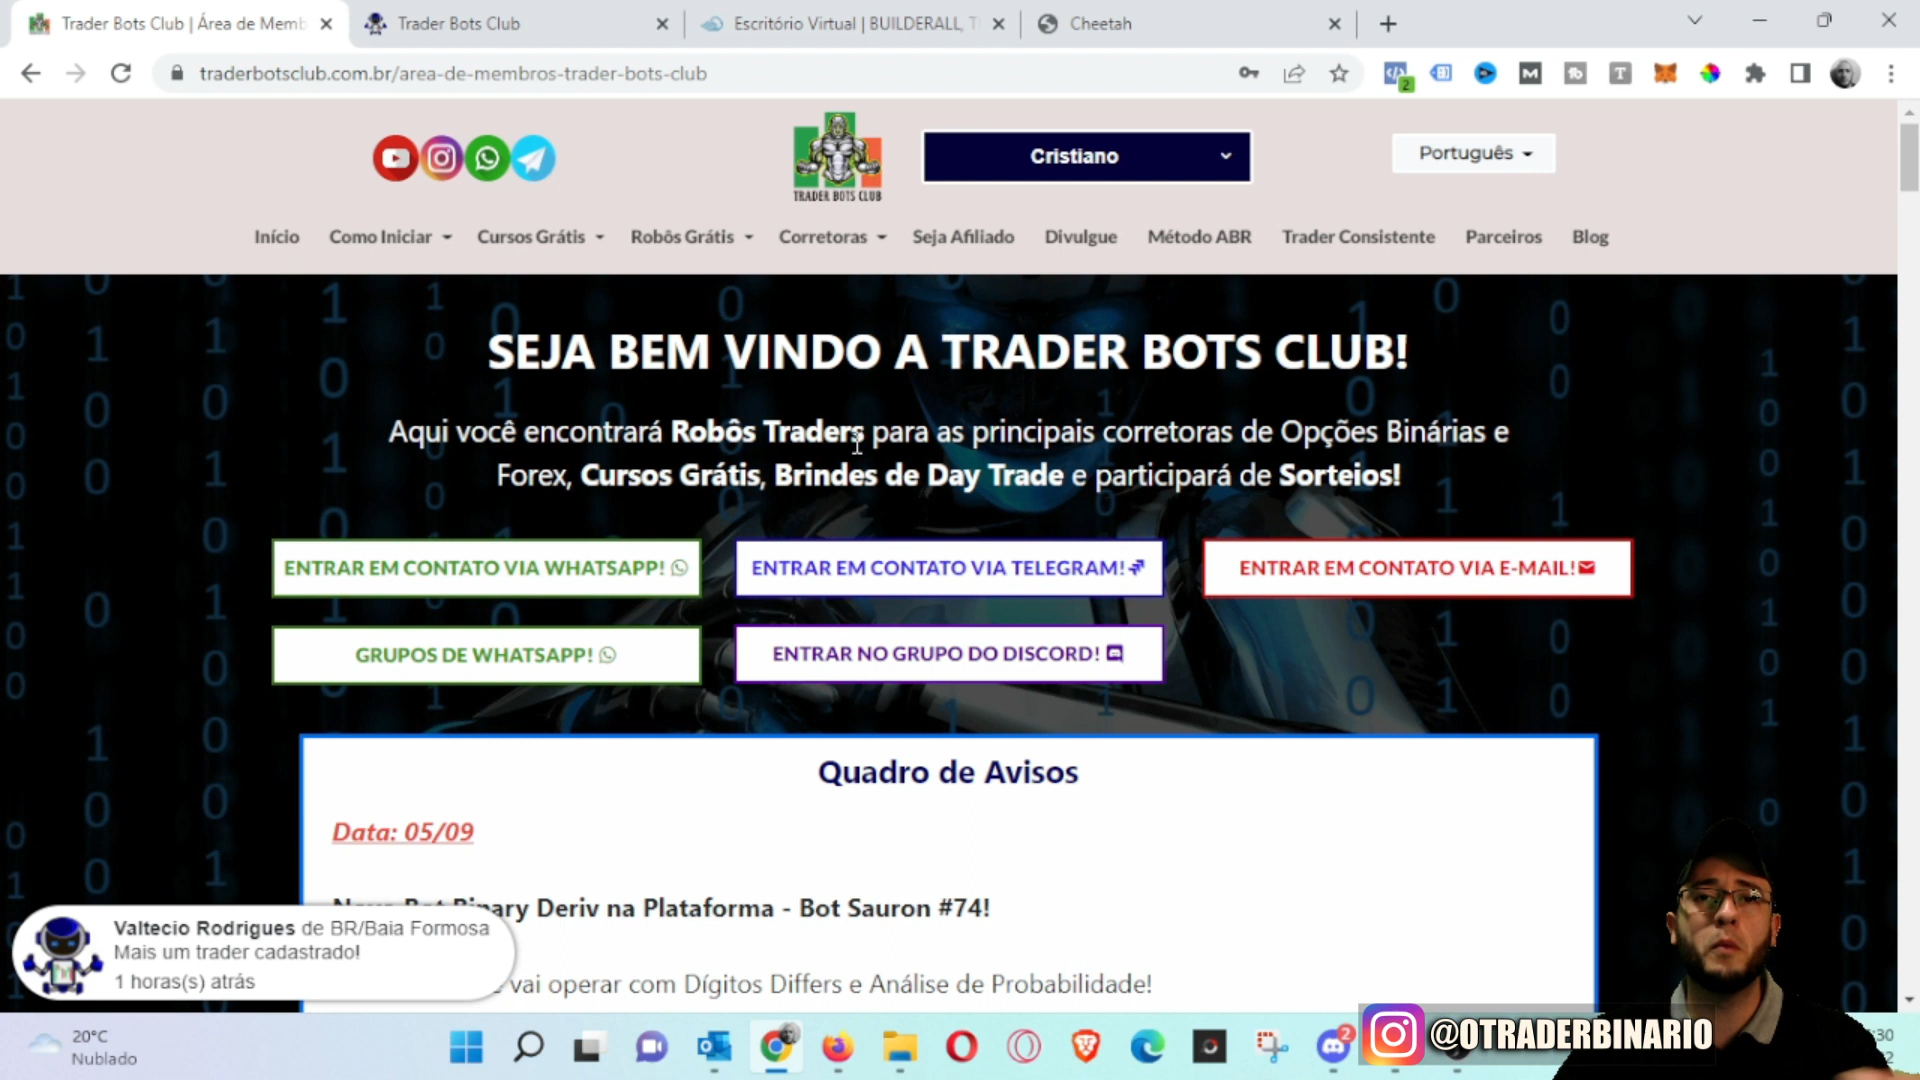 Trader Bots Club | Área de Memb
Trader Bots Club
Escritório Virtual | BUILDERALL, T
Cheetah
traderbotsclub.com.br/area-de-membros-trader-bots-club
2
TRADER BOTS CLUB
Cristiano
Português
Início
Como Iniciar
Cursos Grátis
Robôs Grátis
Corretoras
Seja Afiliado
Divulgue
Método ABR
Trader Consistente
Parceiros
Blog
SEJA BEM VINDO A TRADER BOTS CLUB!
Aqui você encontrará Robôs Traders para as principais corretoras de Opções Binárias e
Forex, Cursos Grátis, Brindes de Day Trade e participará de Sorteios!
ENTRAR EM CONTATO VIA WHATSAPP!
ENTRAR EM CONTATO VIA TELEGRAM!
ENTRAR EM CONTATO VIA E-MAIL!
GRUPOS DE WHATSAPP!
ENTRAR NO GRUPO DO DISCORD!
Quadro de Avisos
Data: 05/09
Binary Deriv na Plataforma - Bot Sauron #74!
vai operar com Dígitos Differs e Análise de Probabilidade!
Valtecio Rodrigues de BR/Baia Formosa
Mais um trader cadastrado!
1 horas(s) atrás
20°C
Nublado
2
@OTRADERBINARIO